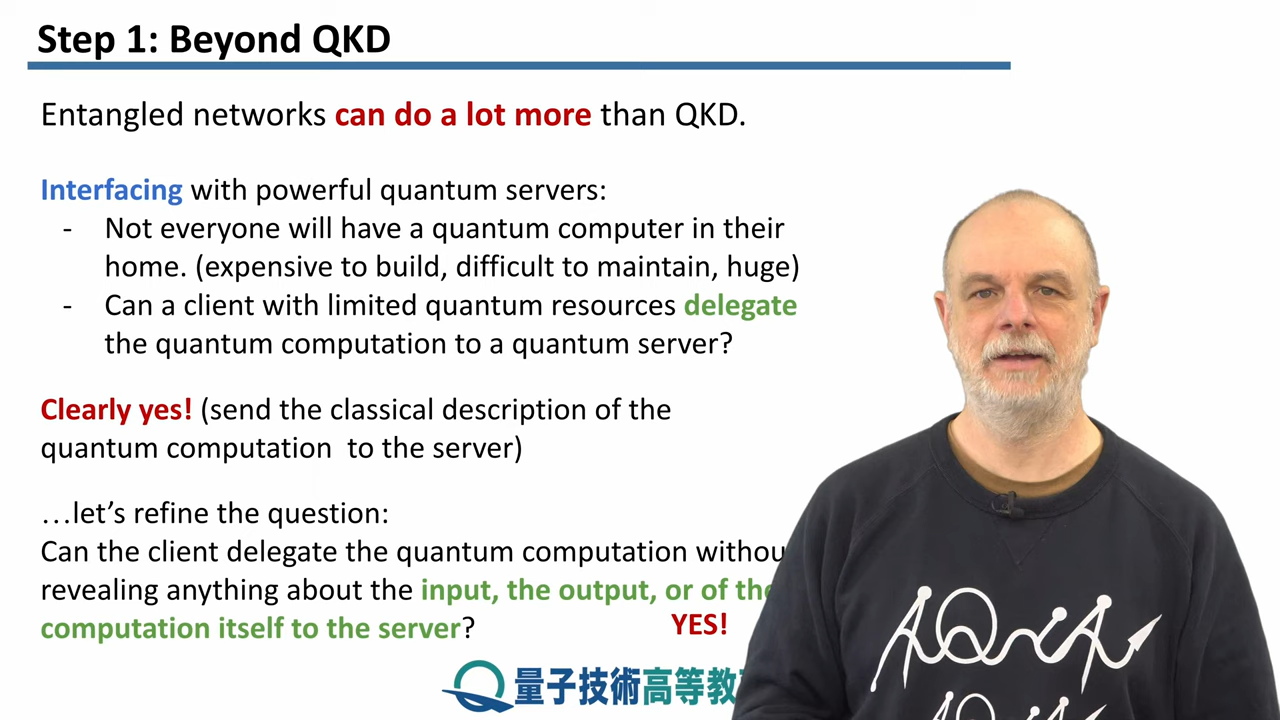 Step 1: Beyond QKD
Entangled networks can do a lot more than QKD.
Interfacing with powerful quantum servers:
- Not everyone will have a quantum computer in their
home. (expensive to build, difficult to maintain, huge)
- Can a client with limited quantum resources delegate
the quantum computation to a quantum server?
Clearly yes! (send the classical description of the
quantum computation to the server)
…let's refine the question:
Can the client delegate the quantum computation withou
revealing anything about the input, the output, or of the
computation itself to the server?
YES!
量子技術高等教
AQUA